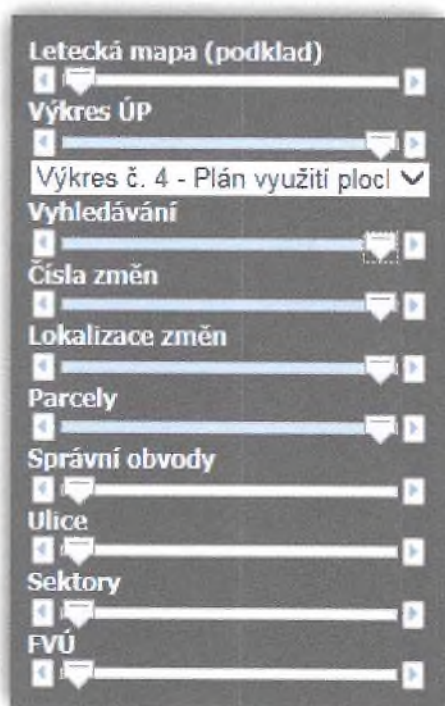 Letecká mapa (podklad)
Výkres ÚP
Výkres č. 4 - Plán využití ploch
Vyhledávání
Čísla změn
Lokalizace změn
Parcely
Správní obvody
Ulice
Sektory
FVÚ